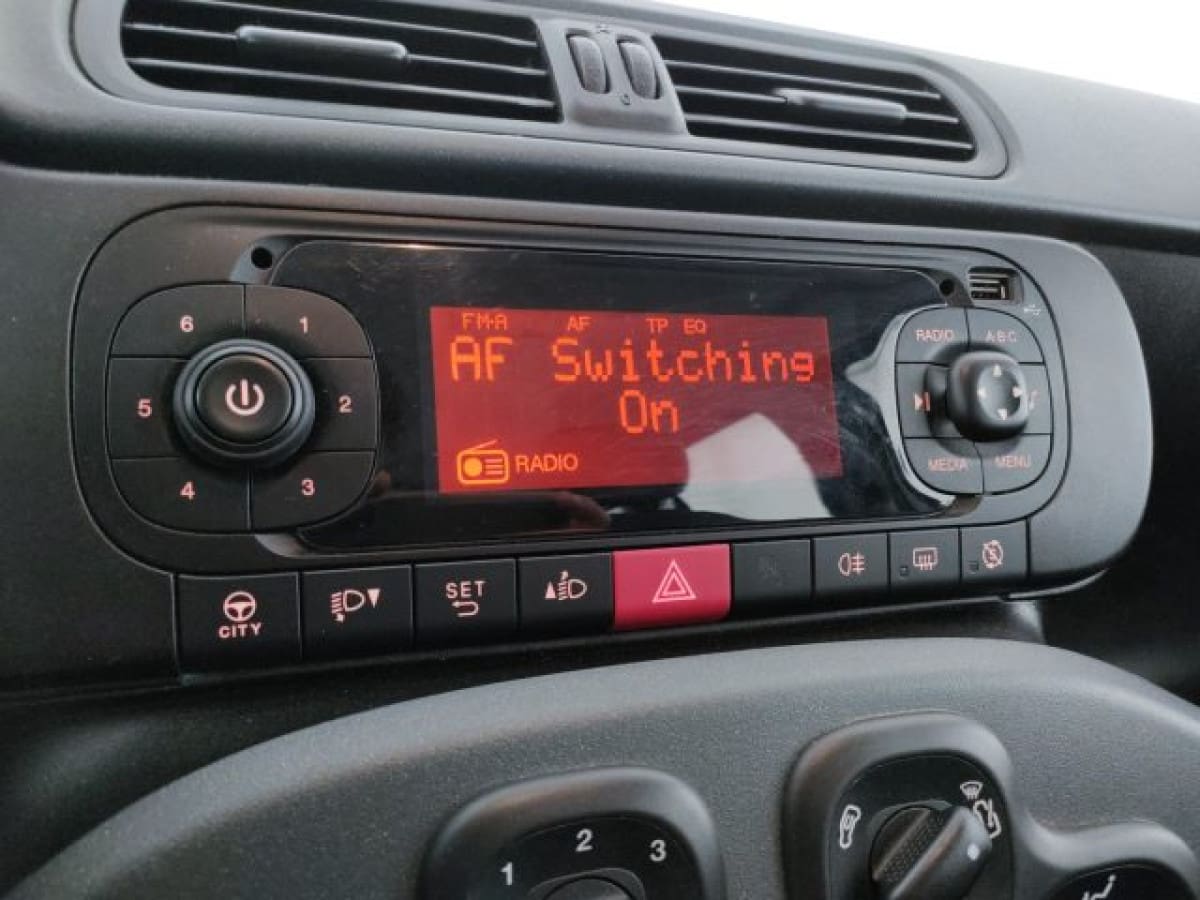 FM-A AF TP EQ
AF Switching
On
RADIO
6 1
5 2
4 3
RADIO ABC
MEDIA MENU
CITY
SET
1 2 3